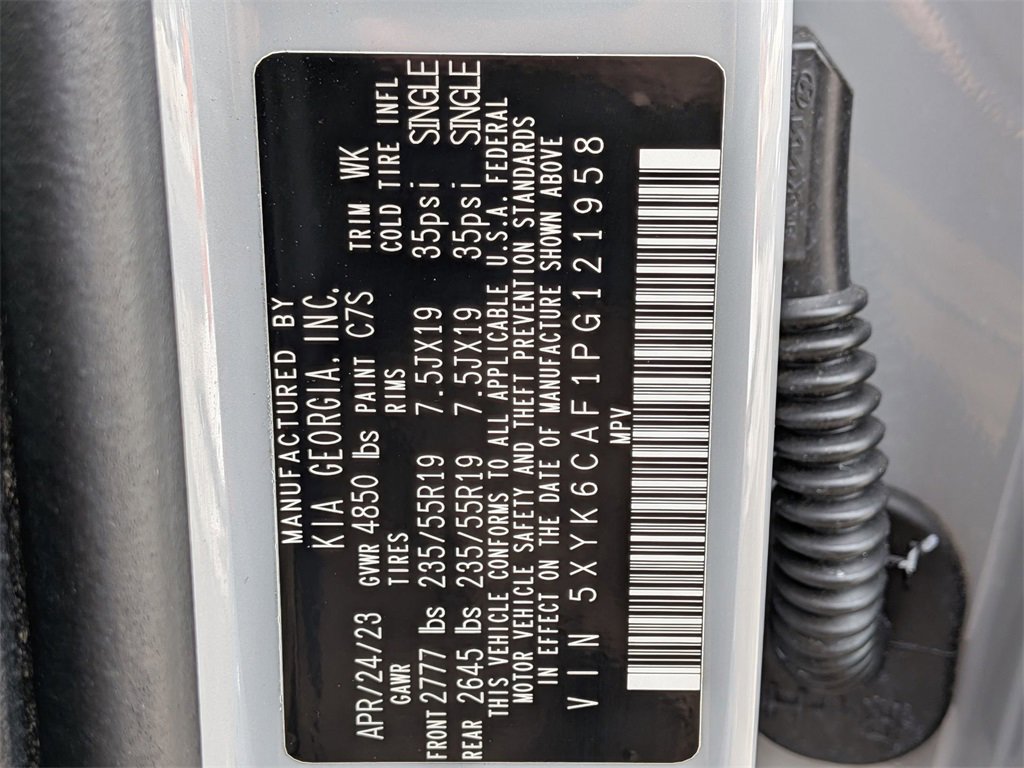 MANUFACTURED BY
KIA GEORGIA, INC.
APR/24/23 GVWR 4850 lbs PAINT C7S TRIM WK
GAWR TIRES RIMS COLD TIRE INFL
FRONT 2777 lbs 235/55R19 7.5JX19 35psi SINGLE
REAR 2645 lbs 235/55R19 7.5JX19 35psi SINGLE
THIS VEHICLE CONFORMS TO ALL APPLICABLE U.S.A. FEDERAL
MOTOR VEHICLE SAFETY AND THEFT PREVENTION STANDARDS
IN EFFECT ON THE DATE OF MANUFACTURE SHOWN ABOVE
VIN 5XYK6CAF1PG121958
MPV